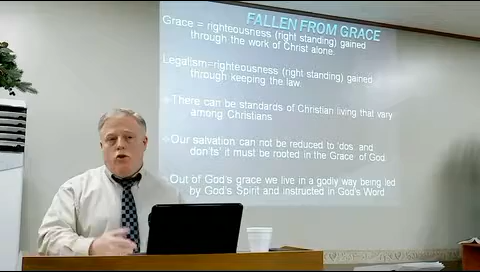 FALLEN FROM GRACE
Grace = righteousness (right standing) gained
through the work of Christ alone.
Legalism=righteousness (right standing) gained
through keeping the law.
There can be standards of Christian living that vary
among Christians
Our salvation can not be reduced to 'dos, and
don'ts' it must be rooted in the Grace of God.
Out of God's grace we live in a godly way being led
by God's Spirit and instructed in God's Word